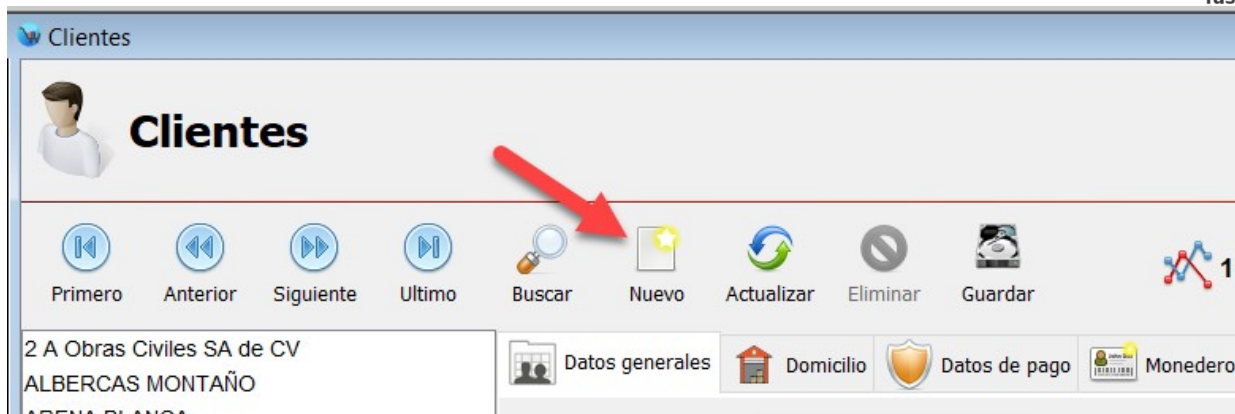 Clientes
Clientes
Primero Anterior Siguiente Ultimo Buscar Nuevo Actualizar Eliminar Guardar 1
2 A Obras Civiles SA de CV
Datos generales Domicilio Datos de pago Monedero
ALBERCAS MONTAÑO